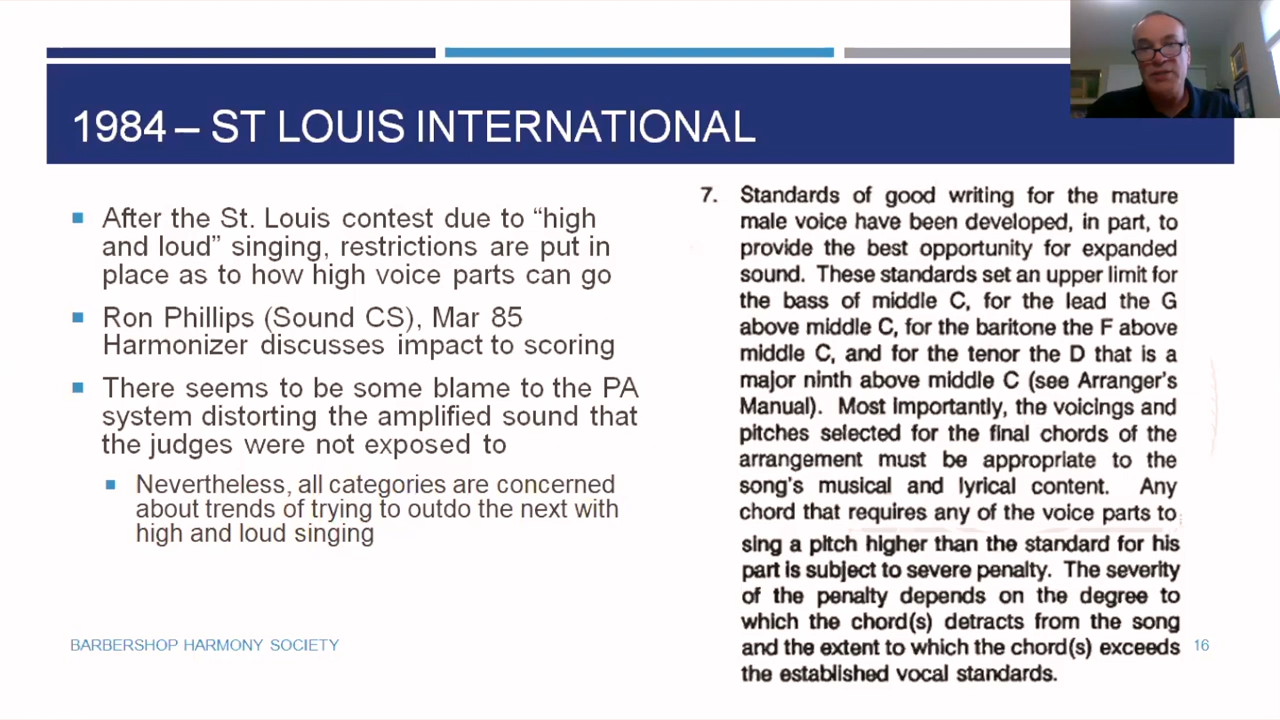 1984 – ST LOUIS INTERNATIONAL
After the St. Louis contest due to “high
and loud” singing, restrictions are put in
place as to how high voice parts can go
Ron Phillips (Sound CS), Mar 85
Harmonizer discusses impact to scoring
There seems to be some blame to the PA
system distorting the amplified sound that
the judges were not exposed to
Nevertheless, all categories are concerned
about trends of trying to outdo the next with
high and loud singing
7. Standards of good writing for the mature
male voice have been developed, in part, to
provide the best opportunity for expanded
sound. These standards set an upper limit for
the bass of middle C, for the lead the G
above middle C, for the baritone the F above
middle C, and for the tenor the D that is a
major ninth above middle C (see Arranger's
Manual). Most importantly, the voicings and
pitches selected for the final chords of the
arrangement must be appropriate to the
song's musical and lyrical content. Any
chord that requires any of the voice parts to
sing a pitch higher than the standard for his
part is subject to severe penalty. The severity
of the penalty depends on the degree to
which the chord(s) detracts from the song
and the extent to which the chord(s) exceeds
the established vocal standards.
BARBERSHOP HARMONY SOCIETY
16